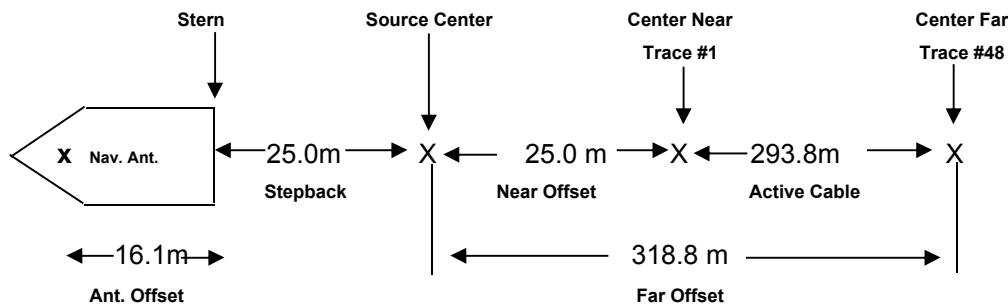 Stern
Source Center
Center Near
Trace #1
Center Far
Trace #48
X Nav. Ant.
25.0m
X
25.0 m
X
293.8m
X
Stepback
Near Offset
Active Cable
16.1m
318.8 m
Ant. Offset
Far Offset